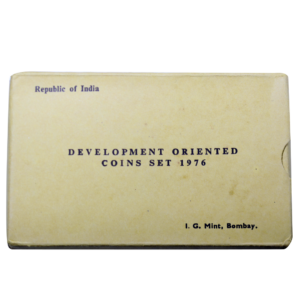 Republic of India
DEVELOPMENT ORIENTED
COINS SET 1976
I. G. Mint, Bombay.